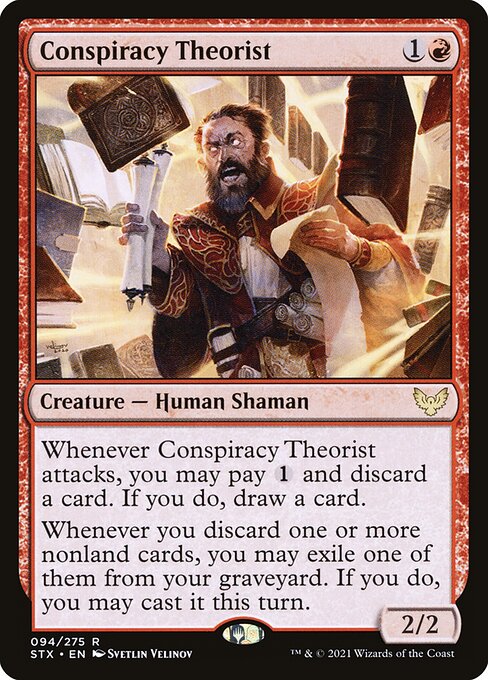 Conspiracy Theorist 1
VELINOV
2020
Creature — Human Shaman
Whenever Conspiracy Theorist
attacks, you may pay 1 and discard
a card. If you do, draw a card.
Whenever you discard one or more
nonland cards, you may exile one of
them from your graveyard. If you do,
you may cast it this turn.
2/2
094/275 R
STX • EN Svetlin Velinov
™ & © 2021 Wizards of the Coast